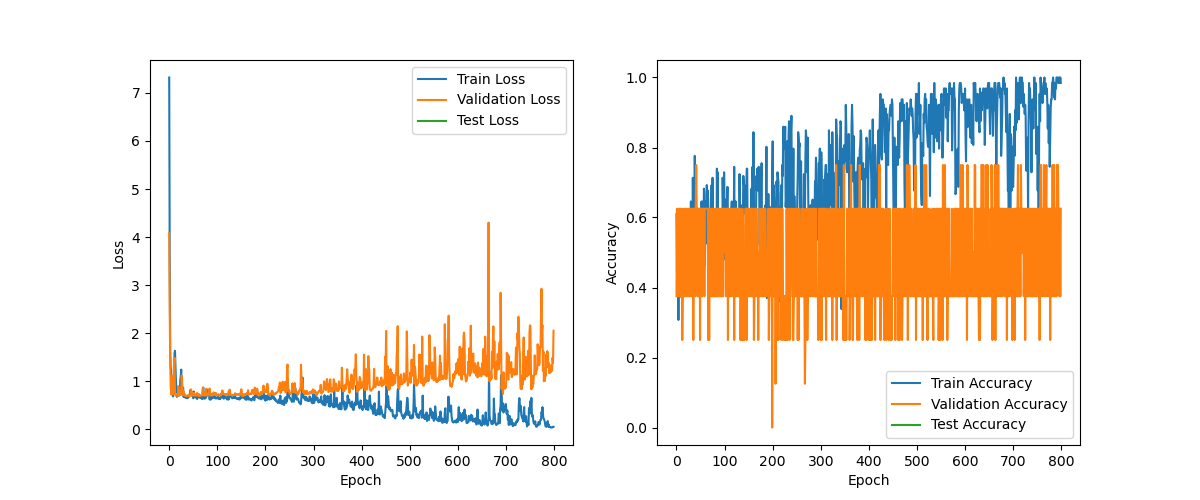 Train Loss
Validation Loss
Test Loss
Loss
7
6
5
4
3
2
1
0
0 100 200 300 400 500 600 700 800
Epoch
Accuracy
1.0
0.8
0.6
0.4
0.2
0.0
Train Accuracy
Validation Accuracy
Test Accuracy
0 100 200 300 400 500 600 700 800
Epoch